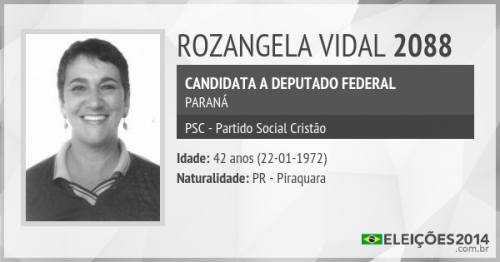 ROZANGELA VIDAL 2088
CANDIDATA A DEPUTADO FEDERAL
PARANÁ
PSC - Partido Social Cristão
Idade: 42 anos (22-01-1972)
Naturalidade: PR - Piraquara
ELEIÇÕES2014
.com.br